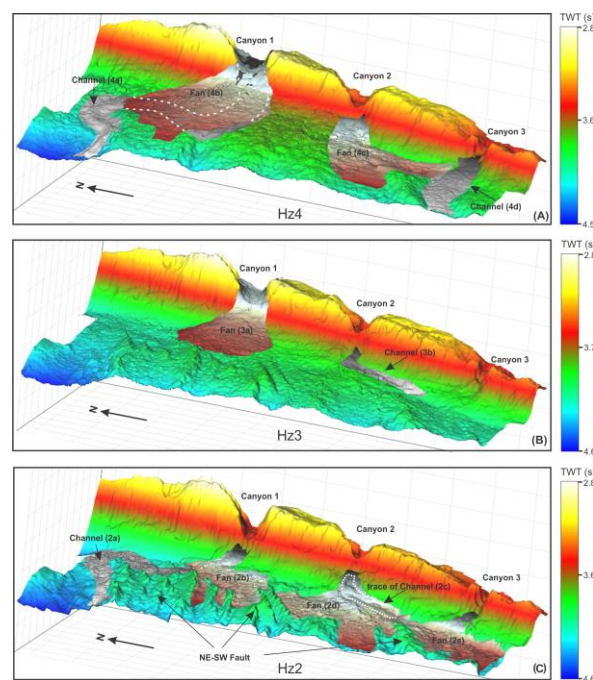 TWT (s)
2.8
3.6
4.6
Canyon 1
Canyon 2
Canyon 3
Channel (4a)
Fan (4b)
Fan (4c)
Channel (4d)
N
Hz4
(A)
TWT (s)
2.8
3.7
4.6
Canyon 1
Canyon 2
Canyon 3
Fan (3a)
Channel (3b)
N
Hz3
(B)
TWT (s)
2.8
3.7
4.6
Canyon 1
Canyon 2
Canyon 3
Channel (2a)
Fan (2b)
trace of Channel (2c)
Fan (2d)
Fan (2e)
NE-SW Fault
N
Hz2
(C)